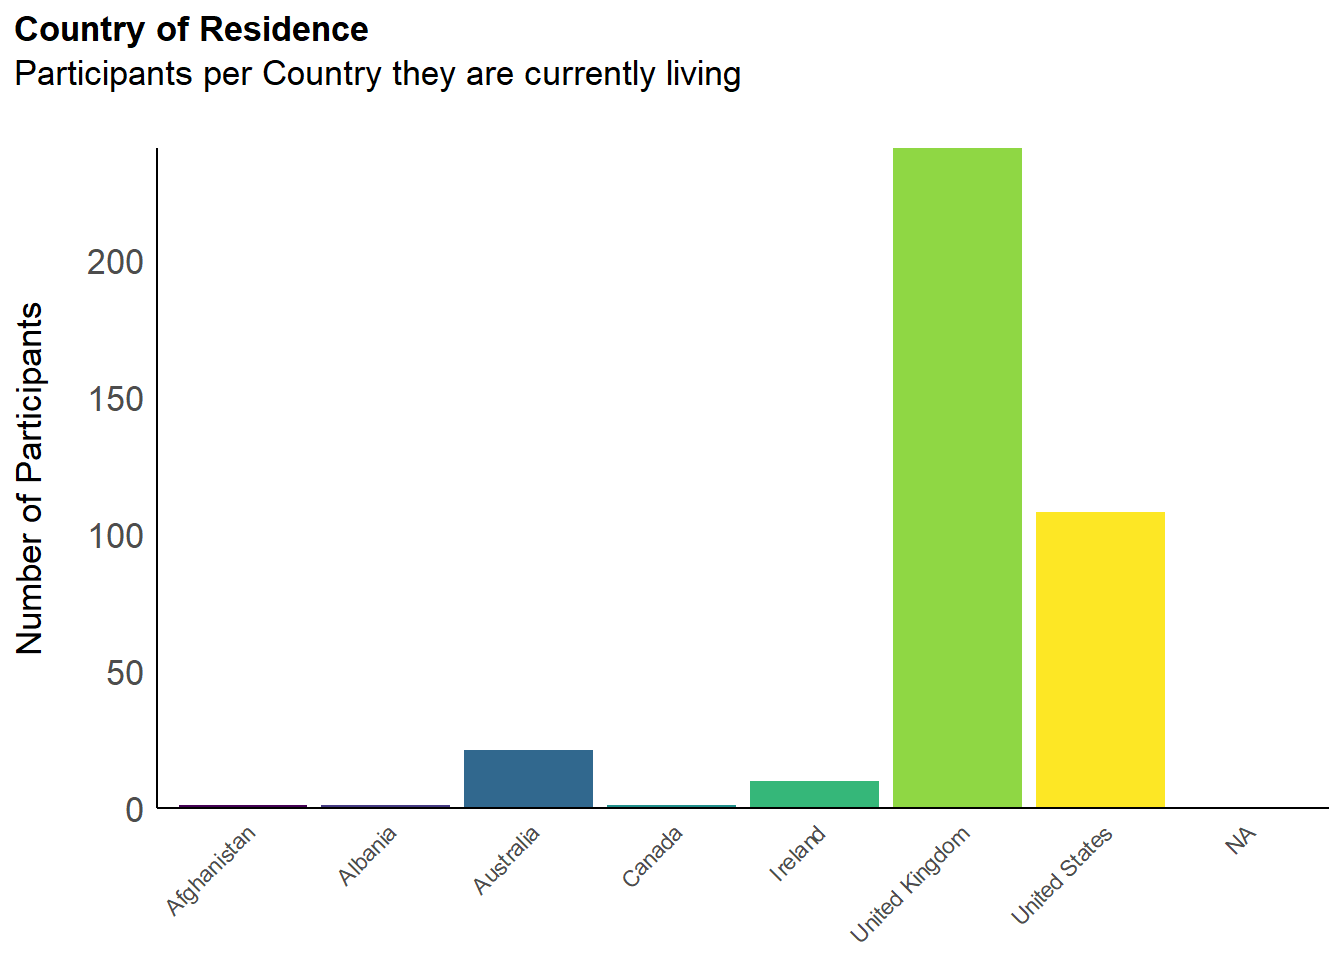 Country of Residence
Participants per Country they are currently living
Number of Participants
200
150
100
50
0
Afghanistan
Albania
Australia
Canada
Ireland
United Kingdom
United States
NA